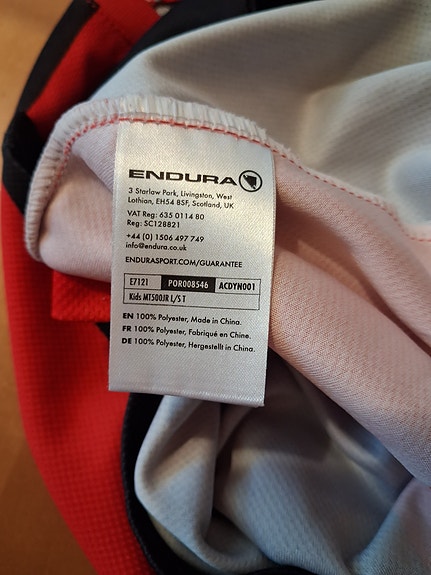 ENDURA
3 Starlaw Park, Livingston, West
Lothian, EH54 8SF, Scotland, UK
VAT Reg: 635 0114 80
Reg: SC128821
+44 (0) 1506 497 749
info@endura.co.uk
ENDURASPORT.COM/GUARANTEE
E7121 POR008546 ACDYN001
Kids MT500JR L/S T
EN 100% Polyester, Made in China.
FR 100% Polyester, Fabriqué en Chine.
DE 100% Polyester, Hergestellt in China.